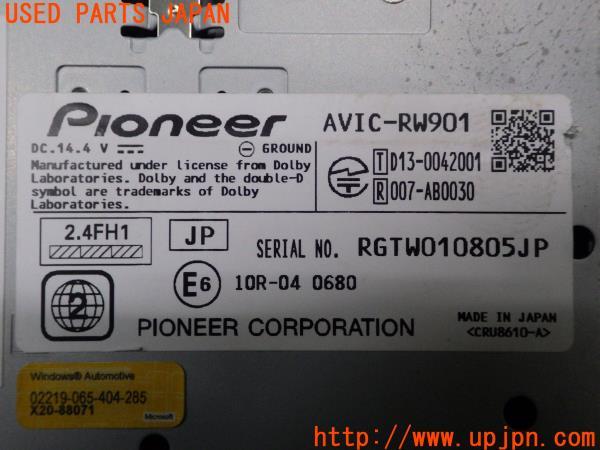 USED PARTS JAPAN
Pioneer
AVIC-RW901
DC.14.4 V
GROUND
Manufactured under license from Dolby
Laboratories. Dolby and the double-D
symbol are trademarks of Dolby
Laboratories.
T D13-0042001
R 007-AB0030
2.4FH1
JP
SERIAL NO. RGTW010805JP
E6
10R-04 0680
2
PIONEER CORPORATION
MADE IN JAPAN
<CRU8610-A>
Windows® Automotive
02219-065-404-285
X20-88071
Microsoft
UPJ
http://www.upjpn.com/